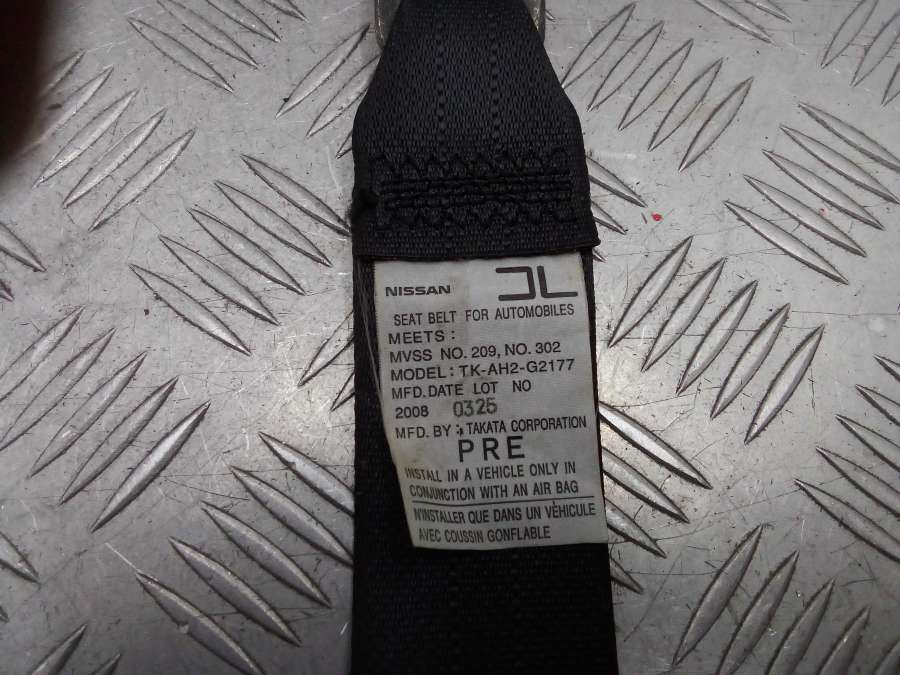 NISSAN
SEAT BELT FOR AUTOMOBILES
MEETS :
MVSS NO. 209, NO. 302
MODEL : TK-AH2-G2177
MFD. DATE LOT NO
2008 0325
MFD. BY : TAKATA CORPORATION
PRE
INSTALL IN A VEHICLE ONLY IN
CONJUNCTION WITH AN AIR BAG
N'INSTALLER QUE DANS UN VÈHICULE
AVEC COUSSIN GONFLABLE